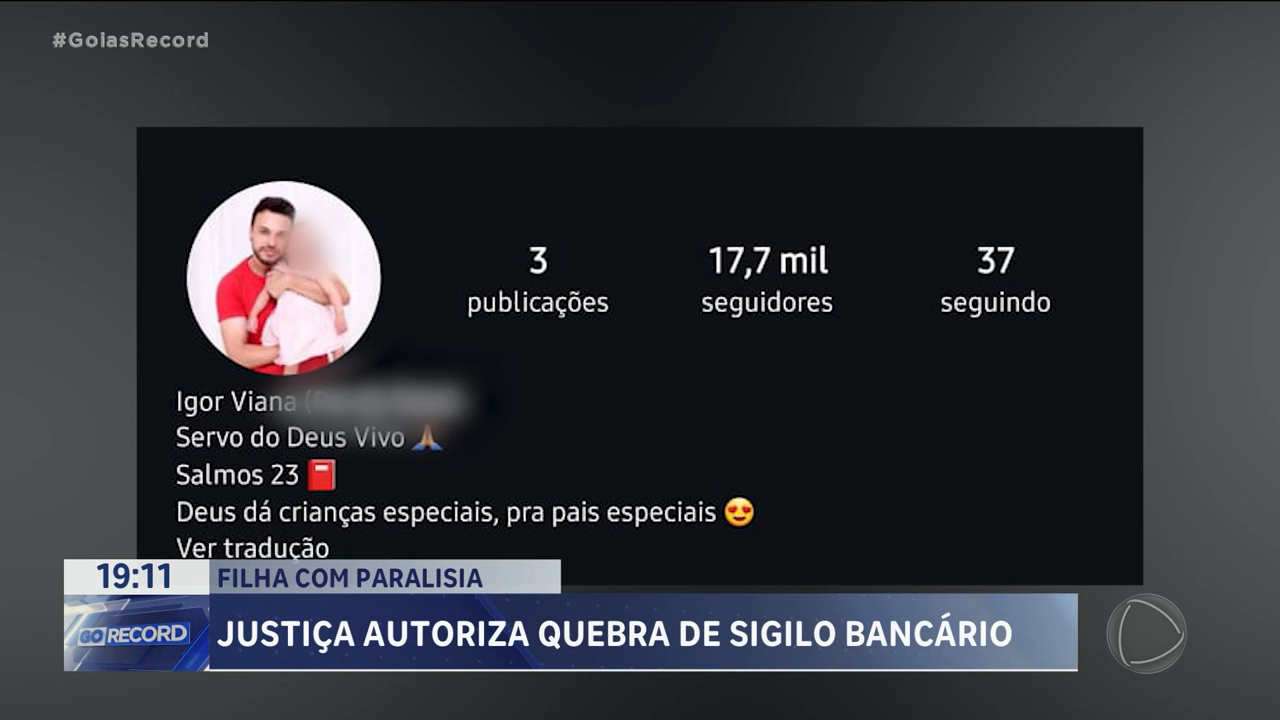 #GoiasRecord
3
publicações
17,7 mil
seguidores
37
seguindo
Igor Viana
Servo do Deus Vivo 🙏🏽
Salmos 23 📕
Deus dá crianças especiais, pra pais especiais 😍
Ver tradução
19:11
FILHA COM PARALISIA
GO RECORD
JUSTIÇA AUTORIZA QUEBRA DE SIGILO BANCÁRIO